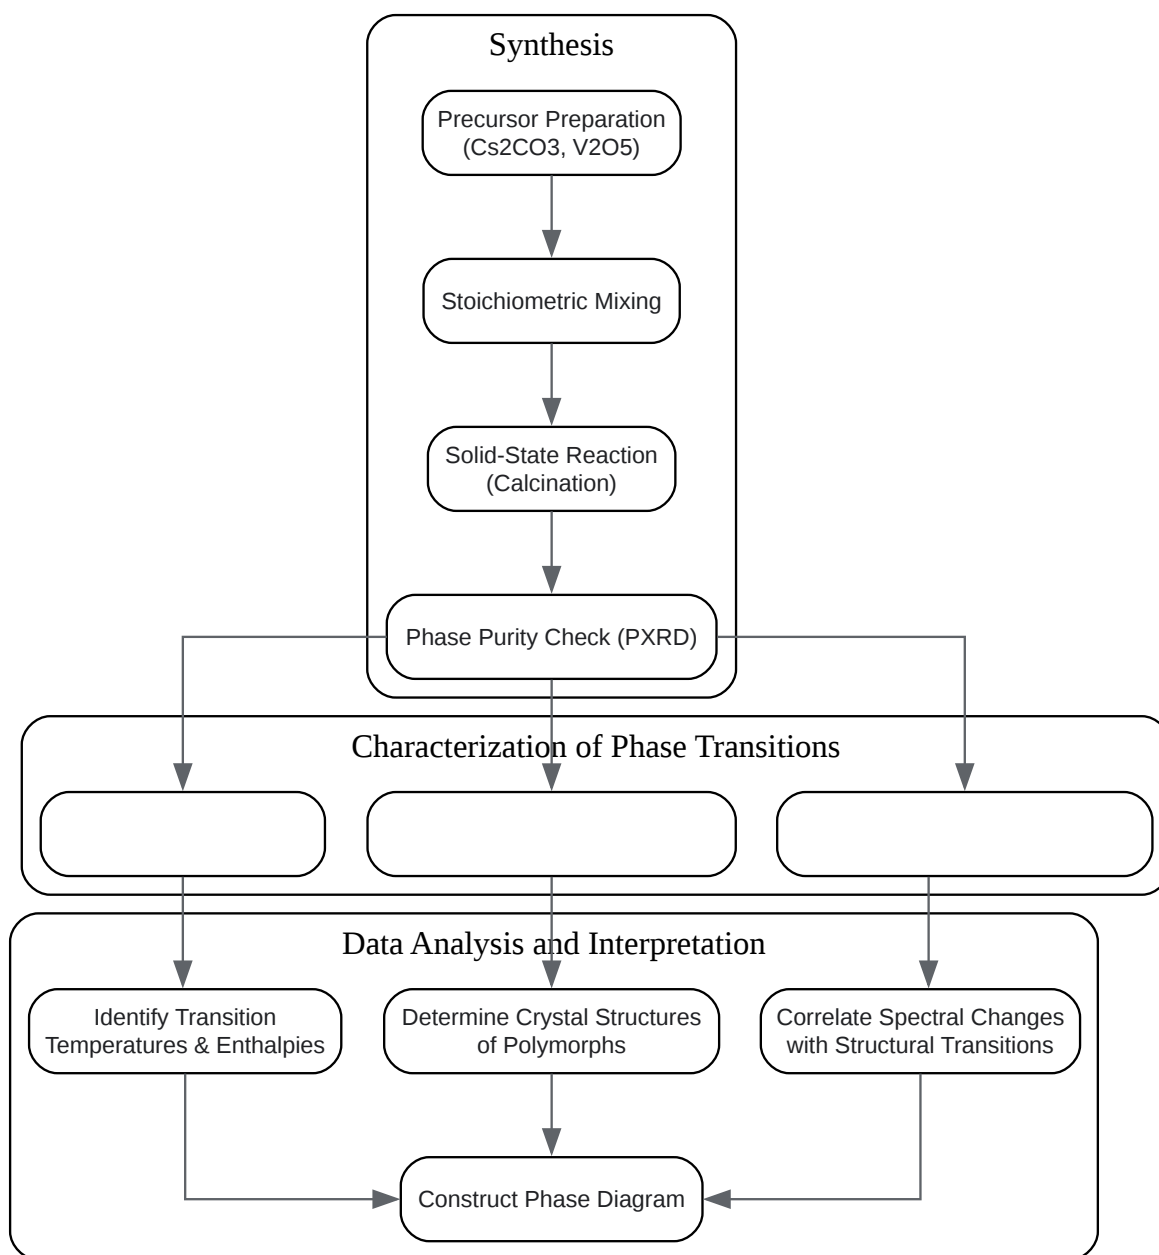 Synthesis
Precursor Preparation
(Cs2CO3, V2O5)
Stoichiometric Mixing
Solid-State Reaction
(Calcination)
Phase Purity Check (PXRD)
Characterization of Phase Transitions
Data Analysis and Interpretation
Identify Transition
Temperatures & Enthalpies
Determine Crystal Structures
of Polymorphs
Correlate Spectral Changes
with Structural Transitions
Construct Phase Diagram